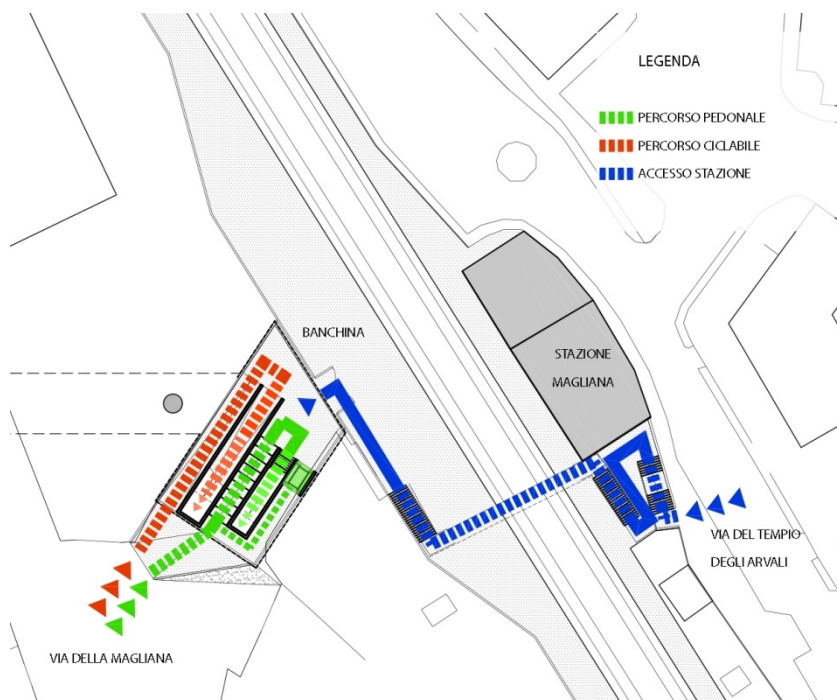 LEGENDA
PERCORSO PEDONALE
PERCORSO CICLABILE
ACCESSO STAZIONE
BANCHINA
STAZIONE
MAGLIANA
VIA DEL TEMPIO
DEGLI ARVALI
VIA DELLA MAGLIANA